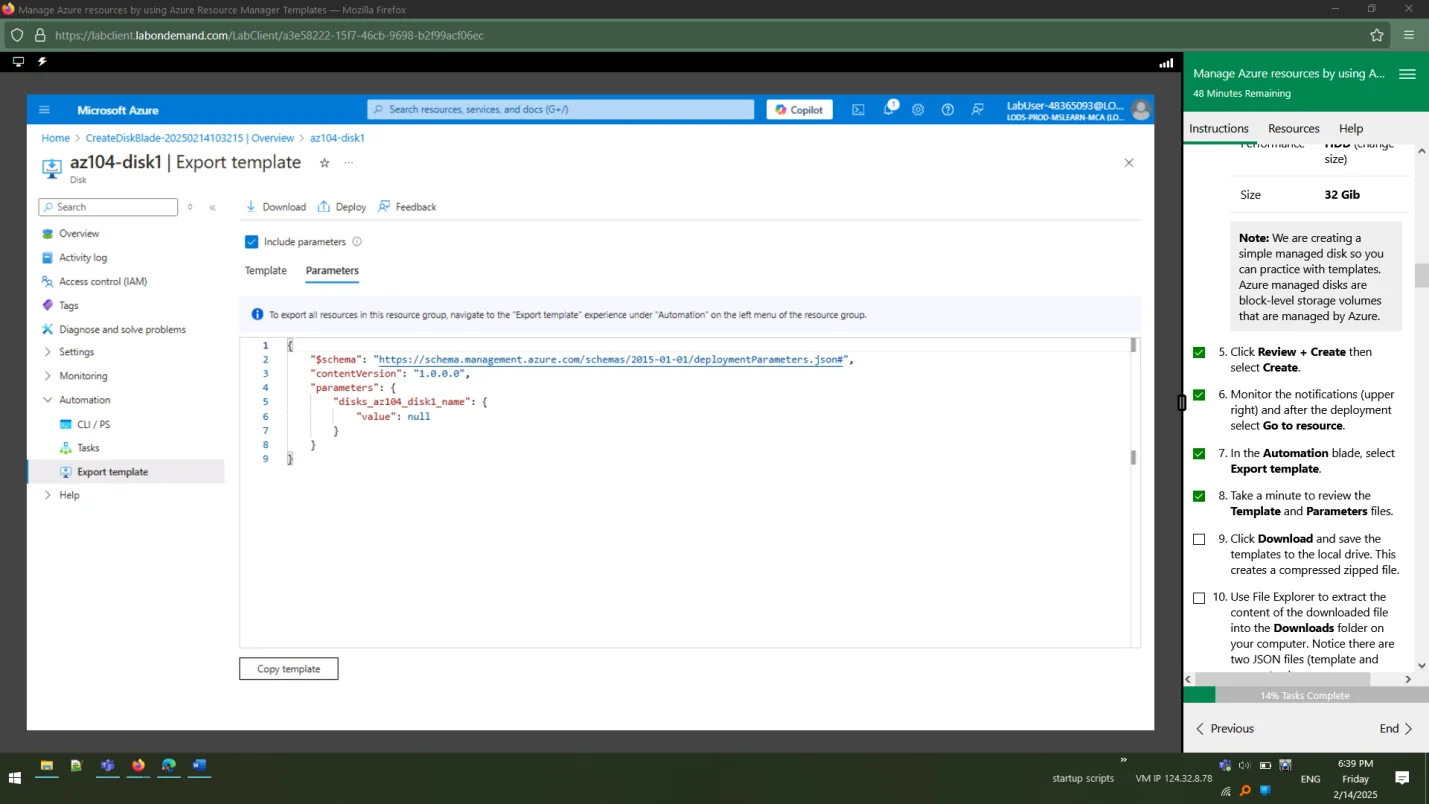 Manage Azure resources by using Azure Resource Manager Templates — Mozilla Firefox
https://labclient.labondemand.com/LabClient/a3e58222-15f7-46cb-9698-b2f99acf06ec
Microsoft Azure
Search resources, services, and docs (G+/)
Copilot
1
LabUser-48365093@LO...
LODS-PROD-MSLEARN-MCA (LO...
Home > CreateDiskBlade-20250214103215 | Overview > az104-disk1
az104-disk1 | Export template
Disk
Search
Overview
Activity log
Access control (IAM)
Tags
Diagnose and solve problems
Settings
Monitoring
Automation
CLI / PS
Tasks
Export template
Help
Download
Deploy
Feedback
Include parameters
Template
Parameters
To export all resources in this resource group, navigate to the "Export template" experience under "Automation" on the left menu of the resource group.
1 {
2 "$schema": "https://schema.management.azure.com/schemas/2015-01-01/deploymentParameters.json#",
3 "contentVersion": "1.0.0.0",
4 "parameters": {
5 "disks_az104_disk1_name": {
6 "value": null
7 }
8 }
9 }
Copy template
Manage Azure resources by using A...
48 Minutes Remaining
Instructions
Resources
Help
Performance HDD (change
size)
Size 32 Gib
Note: We are creating a
simple managed disk so you
can practice with templates.
Azure managed disks are
block-level storage volumes
that are managed by Azure.
5. Click Review + Create then
select Create.
6. Monitor the notifications (upper
right) and after the deployment
select Go to resource.
7. In the Automation blade, select
Export template.
8. Take a minute to review the
Template and Parameters files.
9. Click Download and save the
templates to the local drive. This
creates a compressed zipped file.
10. Use File Explorer to extract the
content of the downloaded file
into the Downloads folder on
your computer. Notice there are
two JSON files (template and
14% Tasks Complete
Previous
End
startup scripts
VM IP 124.32.8.78
ENG
6:39 PM
Friday
2/14/2025